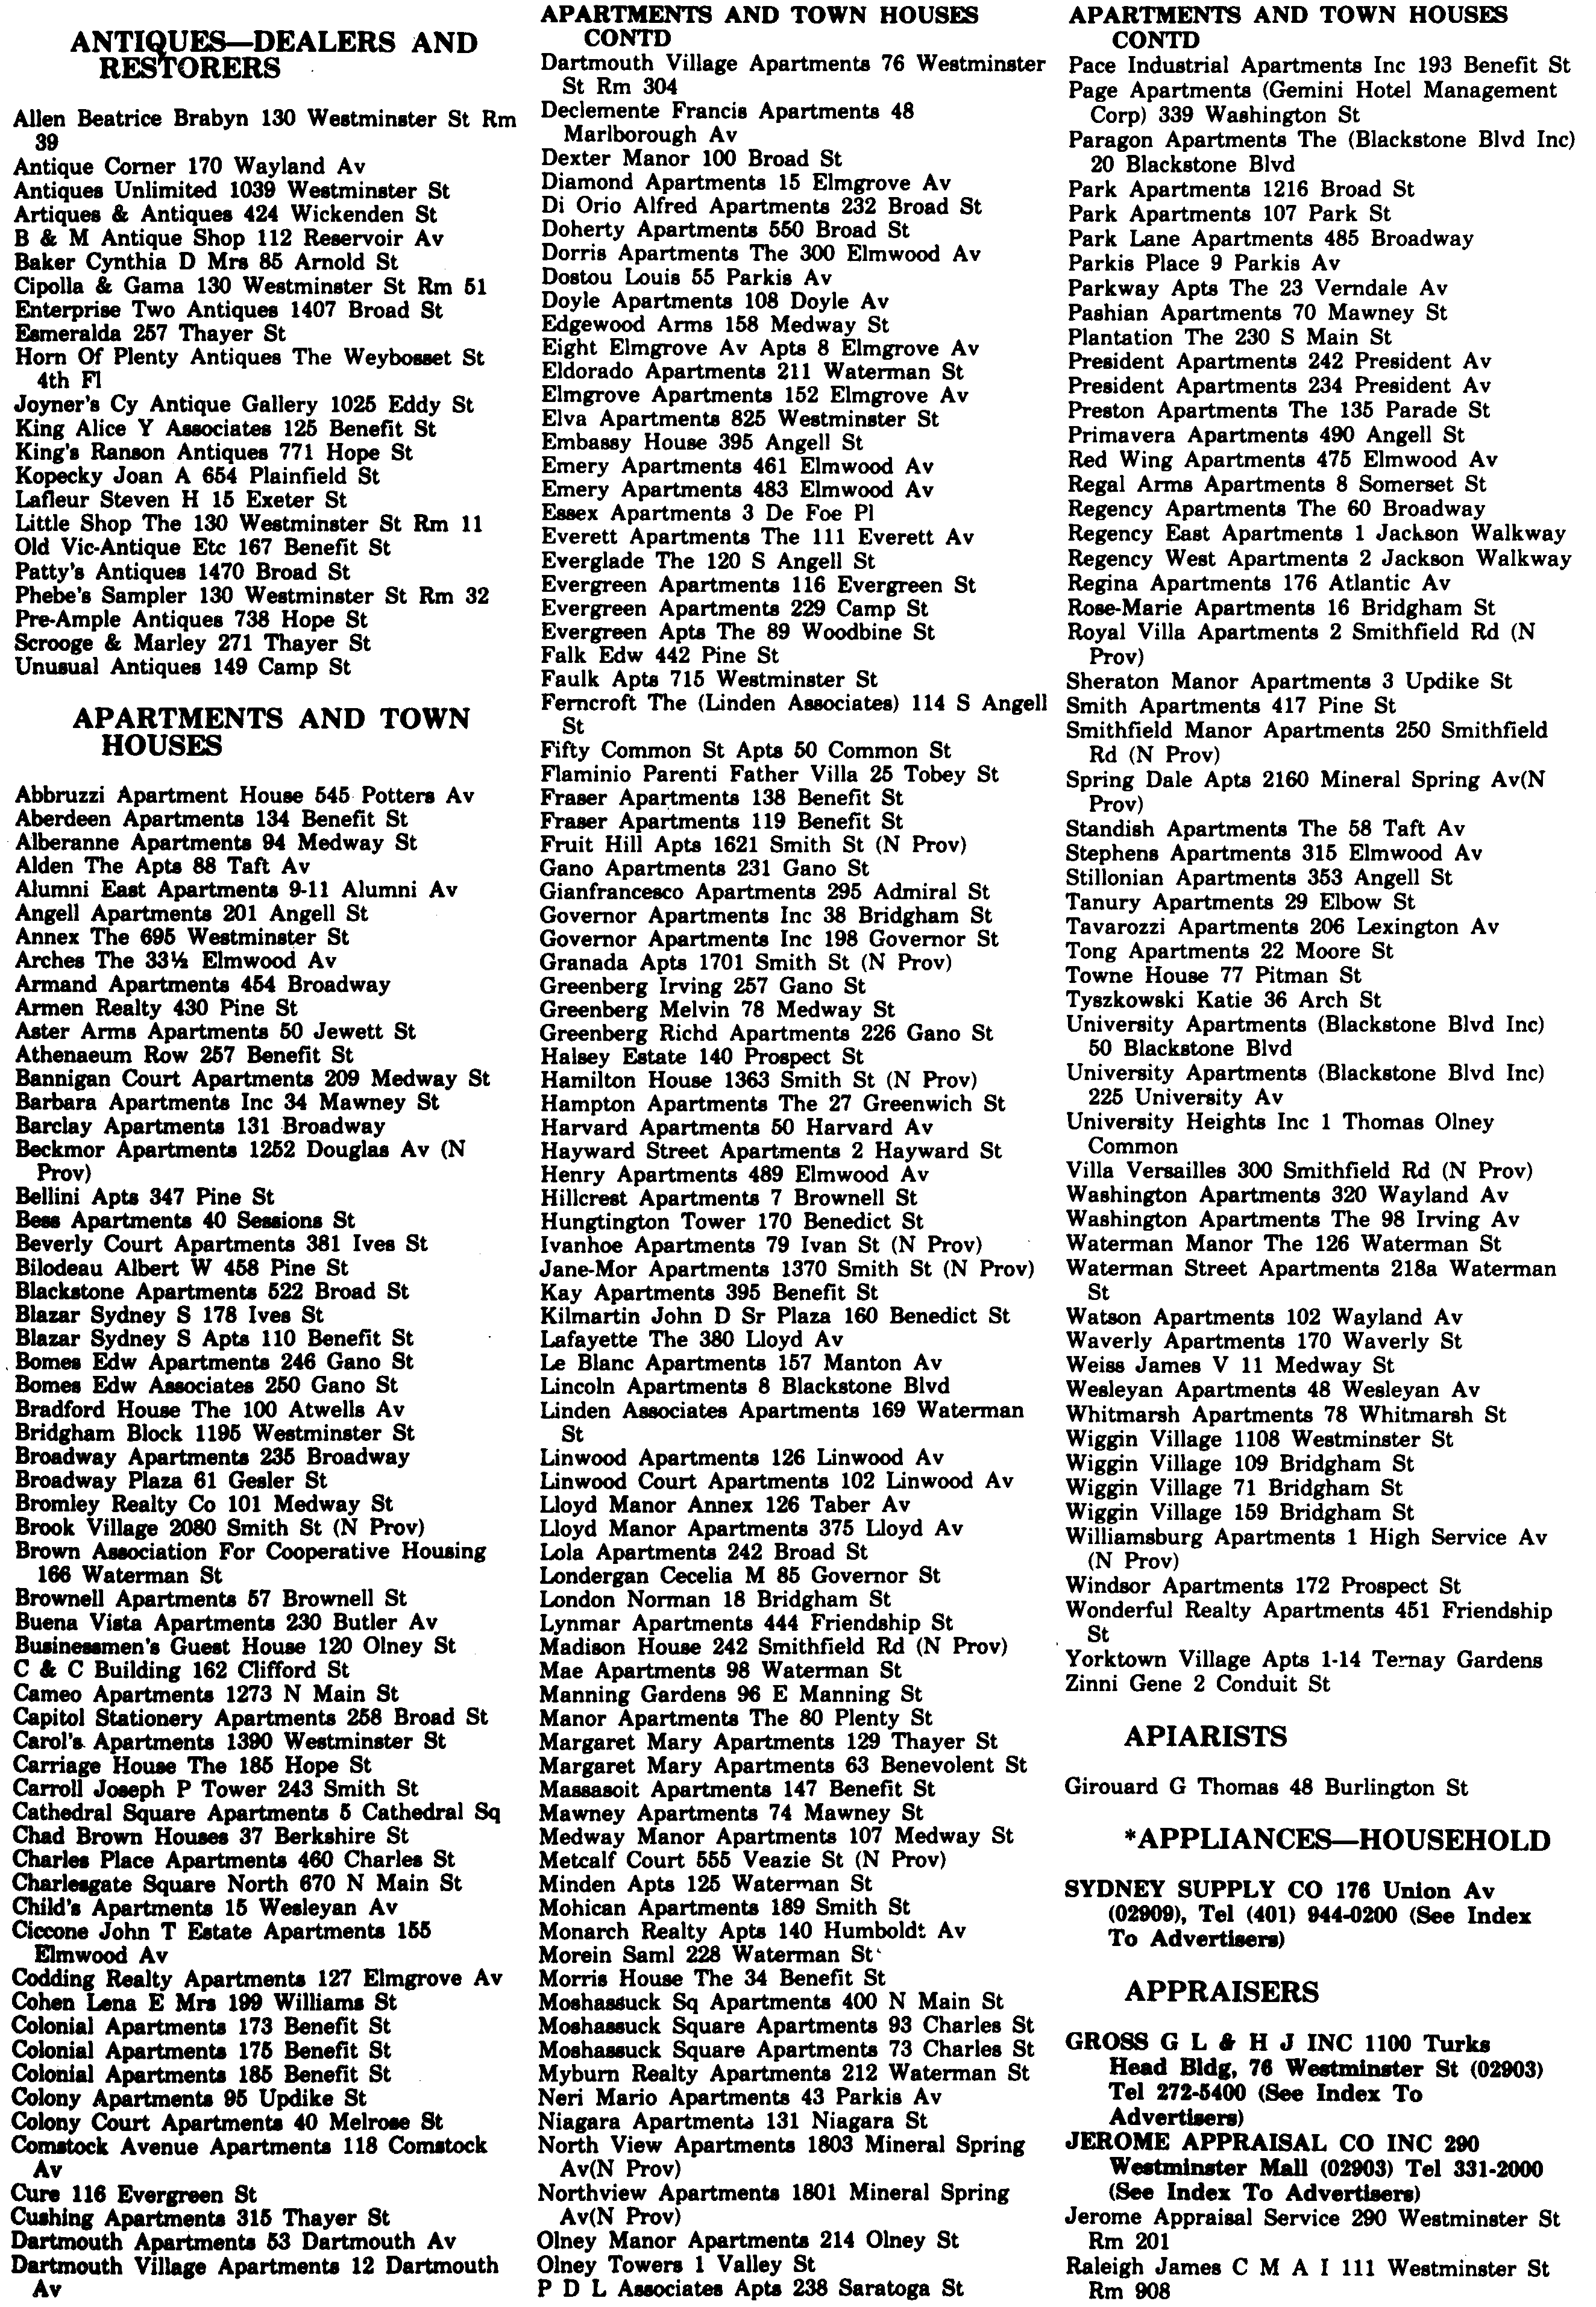 ANTIQUES—DEALERS AND
RESTORERS
Allen Beatrice Brabyn 130 Westminster St Rm
39
Antique Corner 170 Wayland Av
Antiques Unlimited 1039 Westminster St
Artiques & Antiques 424 Wickenden St
B & M Antique Shop 112 Reservoir Av
Baker Cynthia D Mrs 85 Arnold St
Cipolla & Gama 130 Westminster St Rm 51
Enterprise Two Antiques 1407 Broad St
Esmeralda 257 Thayer St
Horn Of Plenty Antiques The Weybosset St
4th Fl
Joyner's Cy Antique Gallery 1025 Eddy St
King Alice Y Associates 125 Benefit St
King's Ranson Antiques 771 Hope St
Kopecky Joan A 654 Plainfield St
Lafleur Steven H 15 Exeter St
Little Shop The 130 Westminster St Rm 11
Old Vic-Antique Etc 167 Benefit St
Patty's Antiques 1470 Broad St
Phebe's Sampler 130 Westminster St Rm 32
Pre-Ample Antiques 738 Hope St
Scrooge & Marley 271 Thayer St
Unusual Antiques 149 Camp St
APARTMENTS AND TOWN
HOUSES
Abbruzzi Apartment House 545 Potters Av
Aberdeen Apartments 134 Benefit St
Alberanne Apartments 94 Medway St
Alden The Apts 88 Taft Av
Alumni East Apartments 9-11 Alumni Av
Angell Apartments 201 Angell St
Annex The 695 Westminster St
Arches The 33½ Elmwood Av
Armand Apartments 454 Broadway
Armen Realty 430 Pine St
Aster Arms Apartments 50 Jewett St
Athenaeum Row 257 Benefit St
Bannigan Court Apartments 209 Medway St
Barbara Apartments Inc 34 Mawney St
Barclay Apartments 131 Broadway
Beckmor Apartments 1252 Douglas Av (N
Prov)
Bellini Apts 347 Pine St
Bess Apartments 40 Sessions St
Beverly Court Apartments 381 Ives St
Bilodeau Albert W 458 Pine St
Blackstone Apartments 522 Broad St
Blazar Sydney S 178 Ives St
Blazar Sydney S Apts 110 Benefit St
Bomes Edw Apartments 246 Gano St
Bomes Edw Associates 250 Gano St
Bradford House The 100 Atwells Av
Bridgham Block 1195 Westminster St
Broadway Apartments 235 Broadway
Broadway Plaza 61 Gesler St
Bromley Realty Co 101 Medway St
Brook Village 2080 Smith St (N Prov)
Brown Association For Cooperative Housing
166 Waterman St
Brownell Apartments 57 Brownell St
Buena Vista Apartments 230 Butler Av
Businessmen's Guest House 120 Olney St
C & C Building 162 Clifford St
Cameo Apartments 1273 N Main St
Capitol Stationery Apartments 258 Broad St
Carol's Apartments 1390 Westminster St
Carriage House The 185 Hope St
Carroll Joseph P Tower 243 Smith St
Cathedral Square Apartments 5 Cathedral Sq
Chad Brown Houses 37 Berkshire St
Charles Place Apartments 460 Charles St
Charlesgate Square North 670 N Main St
Child's Apartments 15 Wesleyan Av
Ciccone John T Estate Apartments 155
Elmwood Av
Codding Realty Apartments 127 Elmgrove Av
Cohen Lena E Mrs 199 Williams St
Colonial Apartments 173 Benefit St
Colonial Apartments 175 Benefit St
Colonial Apartments 185 Benefit St
Colony Apartments 95 Updike St
Colony Court Apartments 40 Melrose St
Comstock Avenue Apartments 118 Comstock
Av
Cure 116 Evergreen St
Cushing Apartments 315 Thayer St
Dartmouth Apartments 53 Dartmouth Av
Dartmouth Village Apartments 12 Dartmouth
Av
APARTMENTS AND TOWN HOUSES
CONTD
Dartmouth Village Apartments 76 Westminster
St Rm 304
Declemente Francis Apartments 48
Marlborough Av
Dexter Manor 100 Broad St
Diamond Apartments 15 Elmgrove Av
Di Orio Alfred Apartments 232 Broad St
Doherty Apartments 550 Broad St
Dorris Apartments The 300 Elmwood Av
Dostou Louis 55 Parkis Av
Doyle Apartments 108 Doyle Av
Edgewood Arms 158 Medway St
Eight Elmgrove Av Apts 8 Elmgrove Av
Eldorado Apartments 211 Waterman St
Elmgrove Apartments 152 Elmgrove Av
Elva Apartments 825 Westminster St
Embassy House 395 Angell St
Emery Apartments 461 Elmwood Av
Emery Apartments 483 Elmwood Av
Essex Apartments 3 De Foe Pl
Everett Apartments The 111 Everett Av
Everglade The 120 S Angell St
Evergreen Apartments 116 Evergreen St
Evergreen Apartments 229 Camp St
Evergreen Apts The 89 Woodbine St
Falk Edw 442 Pine St
Faulk Apts 715 Westminster St
Ferncroft The (Linden Associates) 114 S Angell
St
Fifty Common St Apts 50 Common St
Flaminio Parenti Father Villa 25 Tobey St
Fraser Apartments 138 Benefit St
Fraser Apartments 119 Benefit St
Fruit Hill Apts 1621 Smith St (N Prov)
Gano Apartments 231 Gano St
Gianfrancesco Apartments 295 Admiral St
Governor Apartments Inc 38 Bridgham St
Governor Apartments Inc 198 Governor St
Granada Apts 1701 Smith St (N Prov)
Greenberg Irving 257 Gano St
Greenberg Melvin 78 Medway St
Greenberg Richd Apartments 226 Gano St
Halsey Estate 140 Prospect St
Hamilton House 1363 Smith St (N Prov)
Hampton Apartments The 27 Greenwich St
Harvard Apartments 50 Harvard Av
Hayward Street Apartments 2 Hayward St
Henry Apartments 489 Elmwood Av
Hillcrest Apartments 7 Brownell St
Hungtington Tower 170 Benedict St
Ivanhoe Apartments 79 Ivan St (N Prov)
Jane-Mor Apartments 1370 Smith St (N Prov)
Kay Apartments 395 Benefit St
Kilmartin John D Sr Plaza 160 Benedict St
Lafayette The 380 Lloyd Av
Le Blanc Apartments 157 Manton Av
Lincoln Apartments 8 Blackstone Blvd
Linden Associates Apartments 169 Waterman
St
Linwood Apartments 126 Linwood Av
Linwood Court Apartments 102 Linwood Av
Lloyd Manor Annex 126 Taber Av
Lloyd Manor Apartments 375 Lloyd Av
Lola Apartments 242 Broad St
Londergan Cecelia M 85 Governor St
London Norman 18 Bridgham St
Lynmar Apartments 444 Friendship St
Madison House 242 Smithfield Rd (N Prov)
Mae Apartments 98 Waterman St
Manning Gardens 96 E Manning St
Manor Apartments The 80 Plenty St
Margaret Mary Apartments 129 Thayer St
Margaret Mary Apartments 63 Benevolent St
Massasoit Apartments 147 Benefit St
Mawney Apartments 74 Mawney St
Medway Manor Apartments 107 Medway St
Metcalf Court 555 Veazie St (N Prov)
Minden Apts 125 Waterman St
Mohican Apartments 189 Smith St
Monarch Realty Apts 140 Humboldt Av
Morein Saml 228 Waterman St
Morris House The 34 Benefit St
Moshassuck Sq Apartments 400 N Main St
Moshassuck Square Apartments 93 Charles St
Moshassuck Square Apartments 73 Charles St
Myburn Realty Apartments 212 Waterman St
Neri Mario Apartments 43 Parkis Av
Niagara Apartments 131 Niagara St
North View Apartments 1803 Mineral Spring
Av(N Prov)
Northview Apartments 1801 Mineral Spring
Av(N Prov)
Olney Manor Apartments 214 Olney St
Olney Towers 1 Valley St
P D L Associates Apts 238 Saratoga St
APARTMENTS AND TOWN HOUSES
CONTD
Pace Industrial Apartments Inc 193 Benefit St
Page Apartments (Gemini Hotel Management
Corp) 339 Washington St
Paragon Apartments The (Blackstone Blvd Inc)
20 Blackstone Blvd
Park Apartments 1216 Broad St
Park Apartments 107 Park St
Park Lane Apartments 485 Broadway
Parkis Place 9 Parkis Av
Parkway Apts The 23 Verndale Av
Pashian Apartments 70 Mawney St
Plantation The 230 S Main St
President Apartments 242 President Av
President Apartments 234 President Av
Preston Apartments The 135 Parade St
Primavera Apartments 490 Angell St
Red Wing Apartments 475 Elmwood Av
Regal Arms Apartments 8 Somerset St
Regency Apartments The 60 Broadway
Regency East Apartments 1 Jackson Walkway
Regency West Apartments 2 Jackson Walkway
Regina Apartments 176 Atlantic Av
Rose-Marie Apartments 16 Bridgham St
Royal Villa Apartments 2 Smithfield Rd (N
Prov)
Sheraton Manor Apartments 3 Updike St
Smith Apartments 417 Pine St
Smithfield Manor Apartments 250 Smithfield
Rd (N Prov)
Spring Dale Apts 2160 Mineral Spring Av(N
Prov)
Standish Apartments The 58 Taft Av
Stephens Apartments 315 Elmwood Av
Stillonian Apartments 353 Angell St
Tanury Apartments 29 Elbow St
Tavarozzi Apartments 206 Lexington Av
Tong Apartments 22 Moore St
Towne House 77 Pitman St
Tyszkowski Katie 36 Arch St
University Apartments (Blackstone Blvd Inc)
50 Blackstone Blvd
University Apartments (Blackstone Blvd Inc)
225 University Av
University Heights Inc 1 Thomas Olney
Common
Villa Versailles 300 Smithfield Rd (N Prov)
Washington Apartments 320 Wayland Av
Washington Apartments The 98 Irving Av
Waterman Manor The 126 Waterman St
Waterman Street Apartments 218a Waterman
St
Watson Apartments 102 Wayland Av
Waverly Apartments 170 Waverly St
Weiss James V 11 Medway St
Wesleyan Apartments 48 Wesleyan Av
Whitmarsh Apartments 78 Whitmarsh St
Wiggin Village 1108 Westminster St
Wiggin Village 109 Bridgham St
Wiggin Village 71 Bridgham St
Wiggin Village 159 Bridgham St
Williamsburg Apartments 1 High Service Av
(N Prov)
Windsor Apartments 172 Prospect St
Wonderful Realty Apartments 451 Friendship
St
Yorktown Village Apts 1-14 Ternay Gardens
Zinni Gene 2 Conduit St
APIARISTS
Girouard G Thomas 48 Burlington St
*APPLIANCES—HOUSEHOLD
SYDNEY SUPPLY CO 176 Union Av
(02909), Tel (401) 944-0200 (See Index
To Advertisers)
APPRAISERS
GROSS G L & H J INC 1100 Turks
Head Bldg, 76 Westminster St (02903)
Tel 272-5400 (See Index To
Advertisers)
JEROME APPRAISAL CO INC 290
Westminster Mall (02903) Tel 331-2000
(See Index To Advertisers)
Jerome Appraisal Service 290 Westminster St
Rm 201
Raleigh James C M A I 111 Westminster St
Rm 908